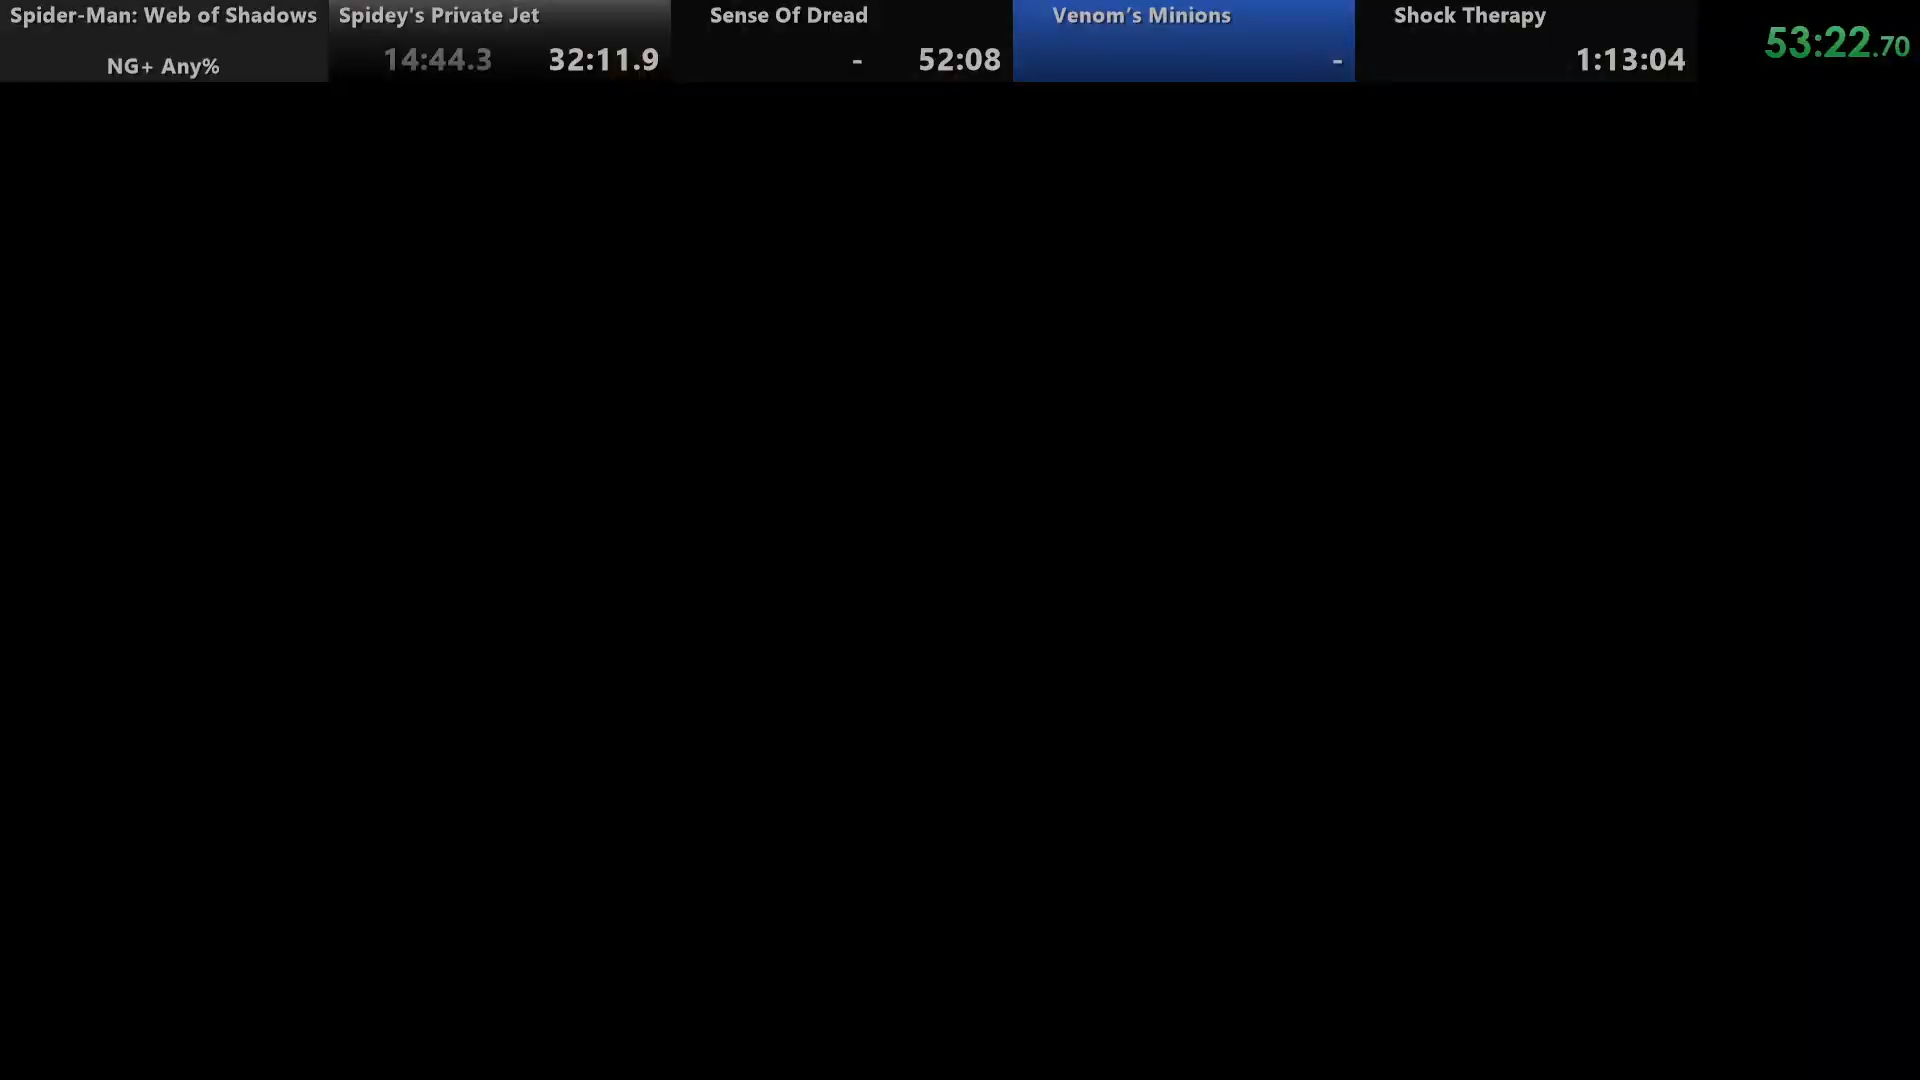 Spider-Man: Web of Shadows
NG+ Any%
Spidey's Private Jet
14:44.3 32:11.9
Sense Of Dread
- 52:08
Venom’s Minions
-
Shock Therapy
1:13:04
53:22.70